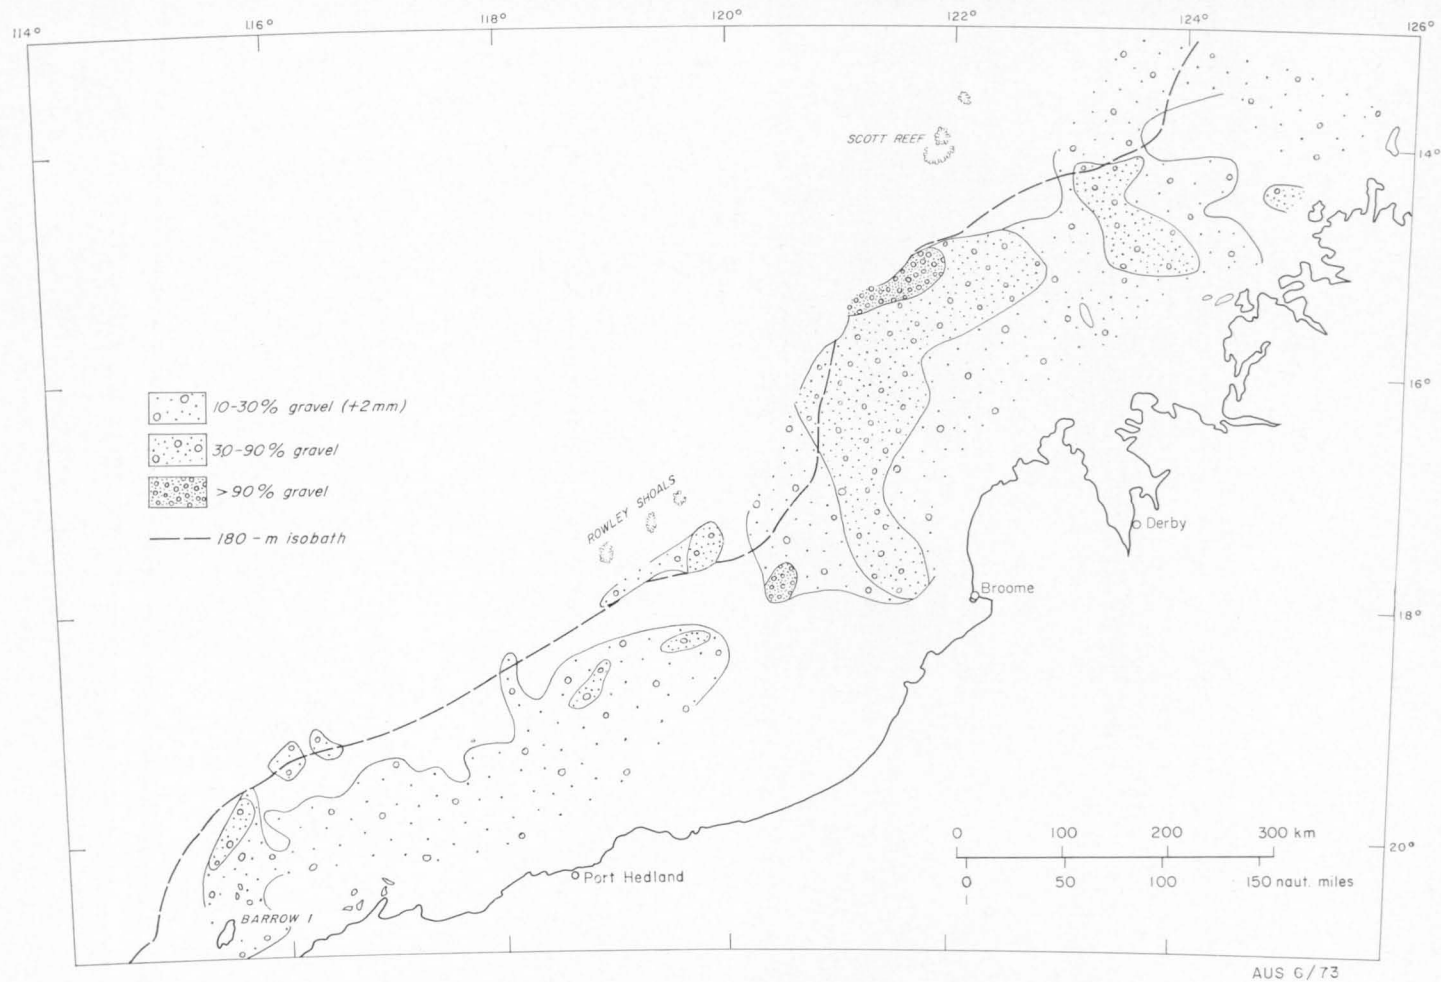 114°
116°
118°
120°
122°
124°
126°
SCOTT REEF
14°
16°
10-30% gravel (+2mm)
30-90% gravel
>90% gravel
180-m isobath
ROWLEY SHOALS
Derby
Broome
18°
0 100 200 300 km
0 50 100 150 naut. miles
20°
Port Hedland
BARROW I
AUS 6/73